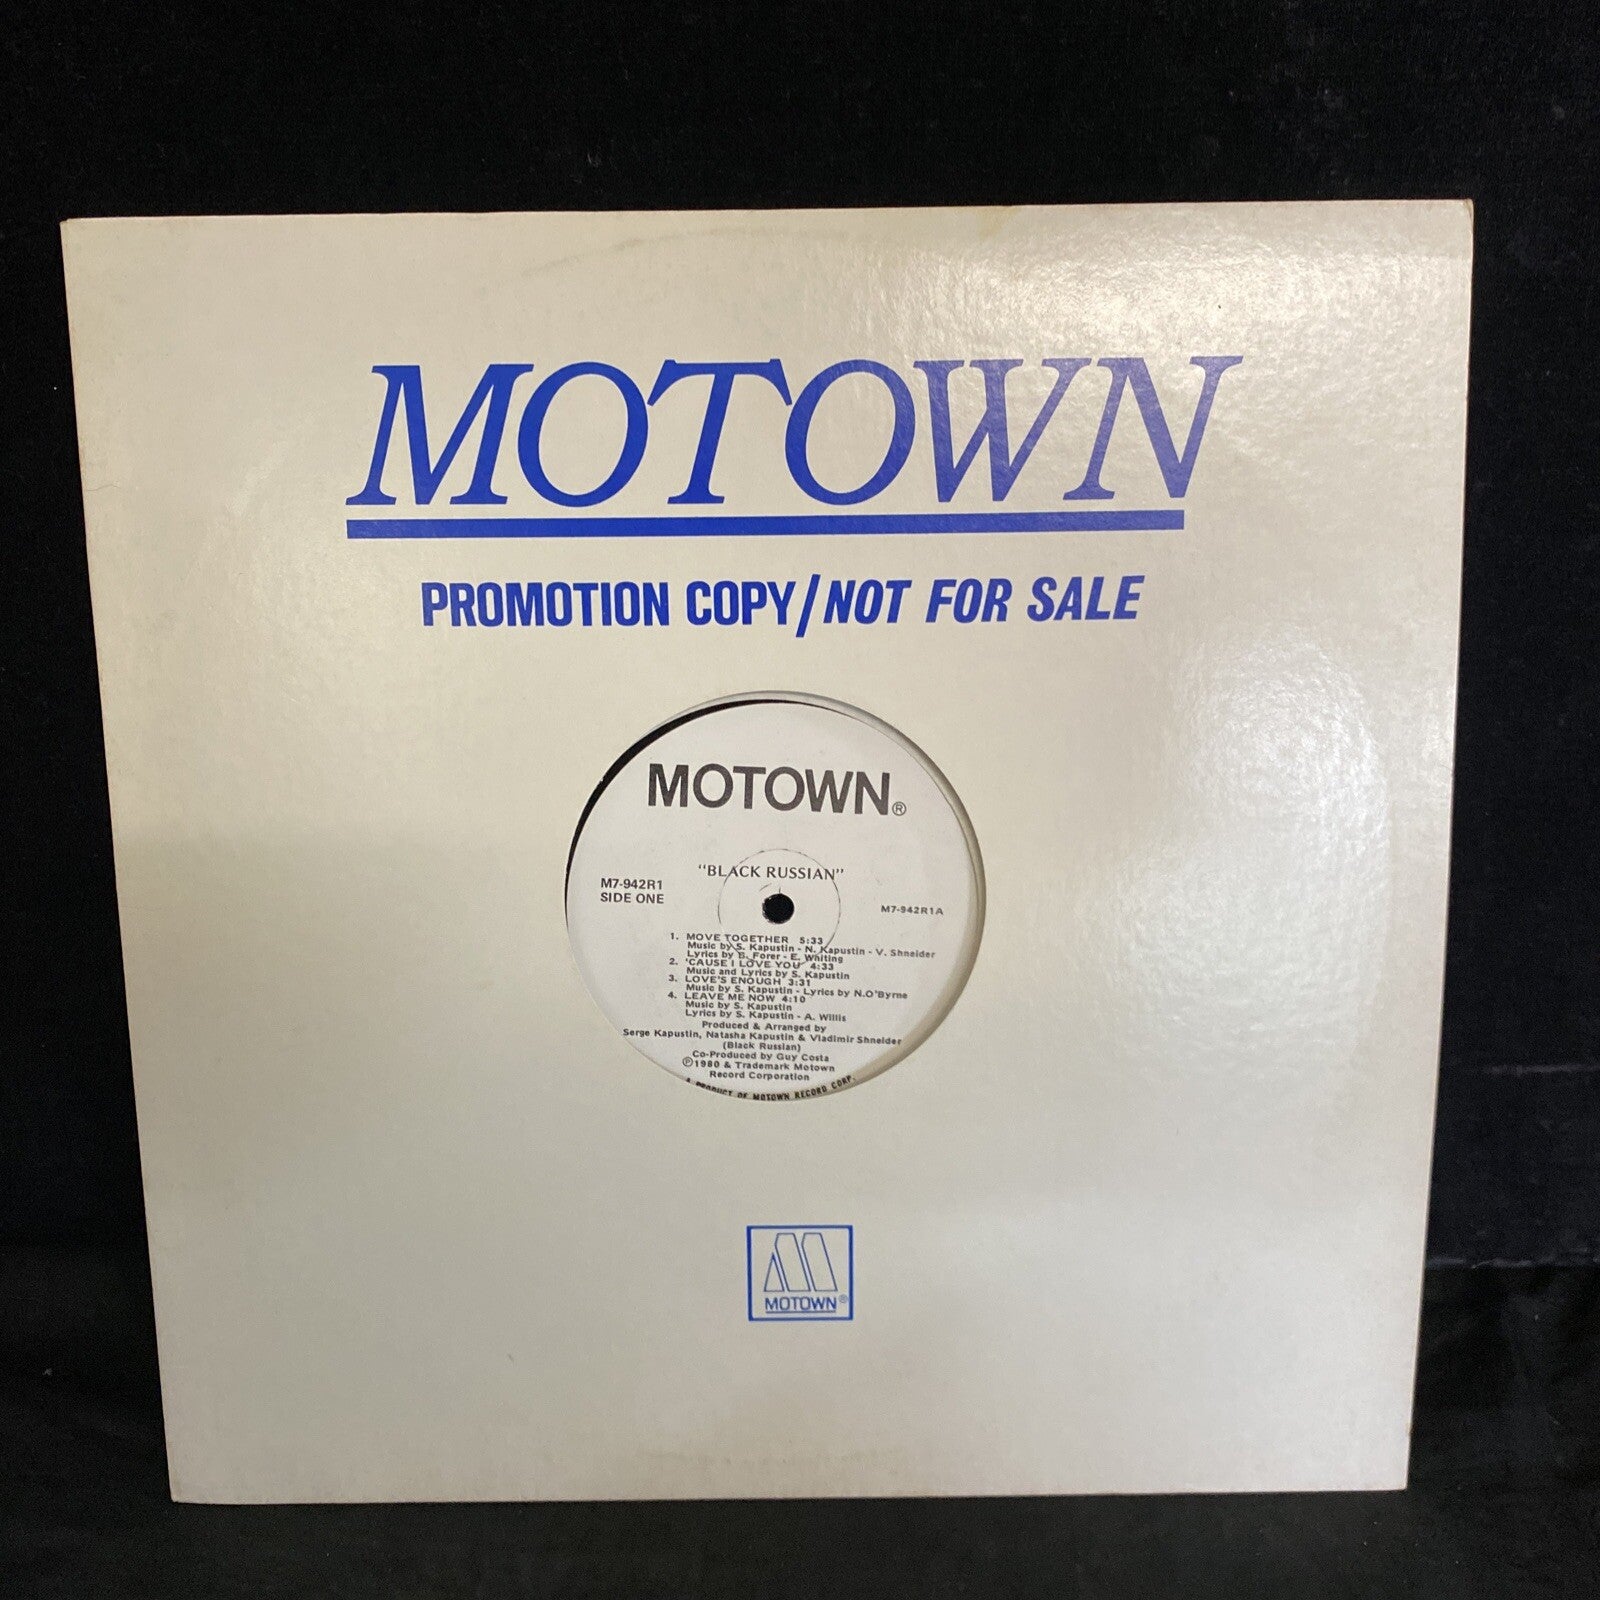 MOTOWN
PROMOTION COPY/NOT FOR SALE
MOTOWN®
"BLACK RUSSIAN"
M7-942R1
SIDE ONE
M7-942R1A
1. MOVE TOGETHER 5:33
Music by S. Kapustin - N. Kapustin - V. Shneider
Lyrics by B. Forer - E. Whiting
2. 'CAUSE I LOVE YOU 4:33
Music and Lyrics by S. Kapustin
3. LOVE'S ENOUGH 3:31
Music by S. Kapustin - Lyrics by N.O'Byrne
4. LEAVE ME NOW 4:10
Music by S. Kapustin
Lyrics by S. Kapustin - A. Willis
Produced & Arranged by
Serge Kapustin, Natasha Kapustin & Vladimir Shneider
(Black Russian)
Co-Produced by Guy Costa
℗1980 & Trademark Motown
Record Corporation
A PRODUCT OF MOTOWN RECORD CORP.
MOTOWN®